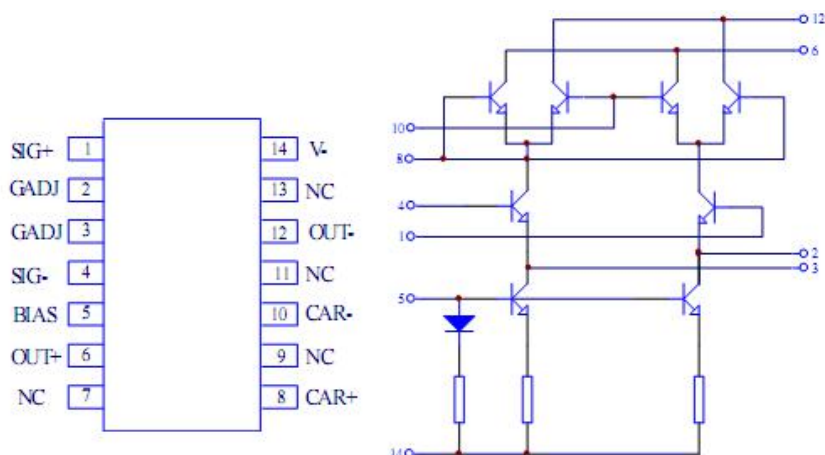 SIG+ 1 14 V-
GADJ 2 13 NC
GADJ 3 12 OUT-
SIG- 4 11 NC
BIAS 5 10 CAR-
OUT+ 6 9 NC
NC 7 8 CAR+
12
6
10
8
4
1
2
3
5
14